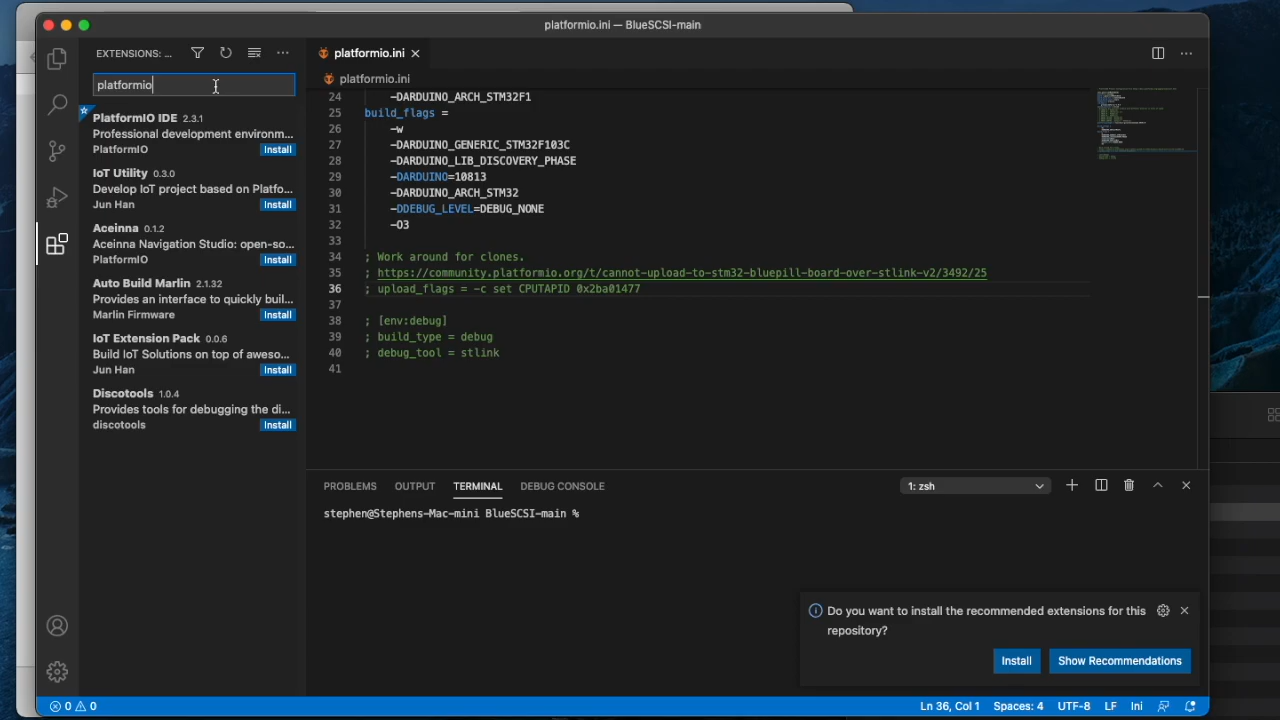 platformio.ini — BlueSCSI-main
EXTENSIONS: ...
platformio
PlatformIO IDE 2.3.1
Professional development environm...
PlatformIO Install
IoT Utility 0.3.0
Develop IoT project based on Platfo...
Jun Han Install
Aceinna 0.1.2
Aceinna Navigation Studio: open-so...
PlatformIO Install
Auto Build Marlin 2.1.32
Provides an interface to quickly buil...
Marlin Firmware Install
IoT Extension Pack 0.0.6
Build IoT Solutions on top of aweso...
Jun Han Install
Discotools 1.0.4
Provides tools for debugging the di...
discotools Install
platformio.ini
platformio.ini
24 -DARDUINO_ARCH_STM32F1
25 build_flags =
26 -w
27 -DARDUINO_GENERIC_STM32F103C
28 -DARDUINO_LIB_DISCOVERY_PHASE
29 -DARDUINO=10813
30 -DARDUINO_ARCH_STM32
31 -DDEBUG_LEVEL=DEBUG_NONE
32 -O3
33
34 ; Work around for clones.
35 ; https://community.platformio.org/t/cannot-upload-to-stm32-bluepill-board-over-stlink-v2/3492/25
36 ; upload_flags = -c set CPUTAPID 0x2ba01477
37
38 ; [env:debug]
39 ; build_type = debug
40 ; debug_tool = stlink
41
PROBLEMS OUTPUT TERMINAL DEBUG CONSOLE 1: zsh
stephen@Stephens-Mac-mini BlueSCSI-main %
Do you want to install the recommended extensions for this
repository?
Install Show Recommendations
0 0 Ln 36, Col 1 Spaces: 4 UTF-8 LF Ini